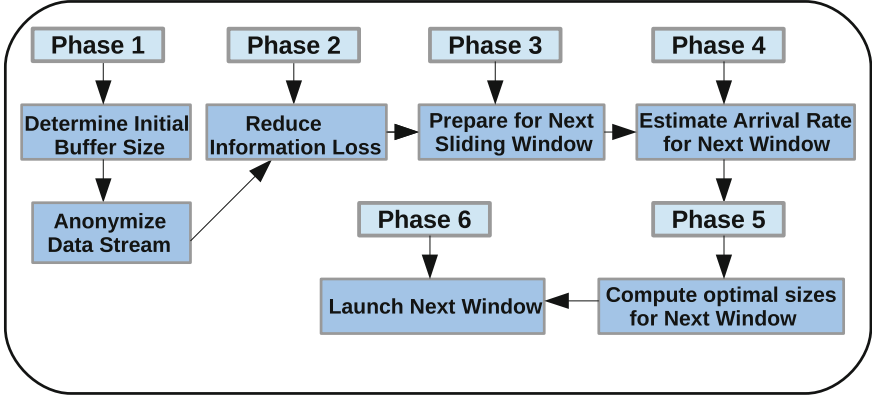 Phase 1
Determine Initial
Buffer Size
Anonymize
Data Stream
Phase 2
Reduce
Information Loss
Phase 3
Prepare for Next
Sliding Window
Phase 4
Estimate Arrival Rate
for Next Window
Phase 5
Compute optimal sizes
for Next Window
Phase 6
Launch Next Window